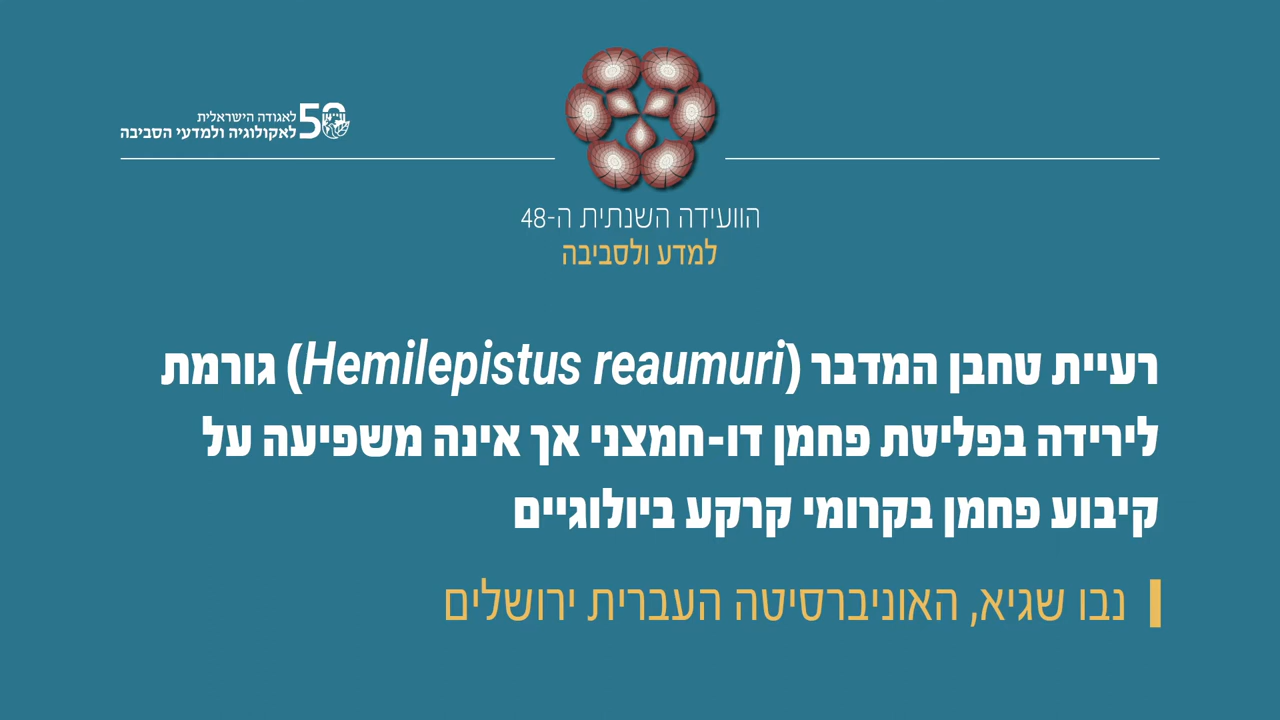 50
לאגודה הישראלית
לאקולוגיה ולמדעי הסביבה
הוועידה השנתית ה-48
למדע ולסביבה
רעיית טחבן המדבר (Hemilepistus reaumuri) גורמת
לירידה בפליטת פחמן דו-חמצני אך אינה משפיעה על
קיבוע פחמן בקרומי קרקע ביולוגיים
נבו שגיא, האוניברסיטה העברית ירושלים